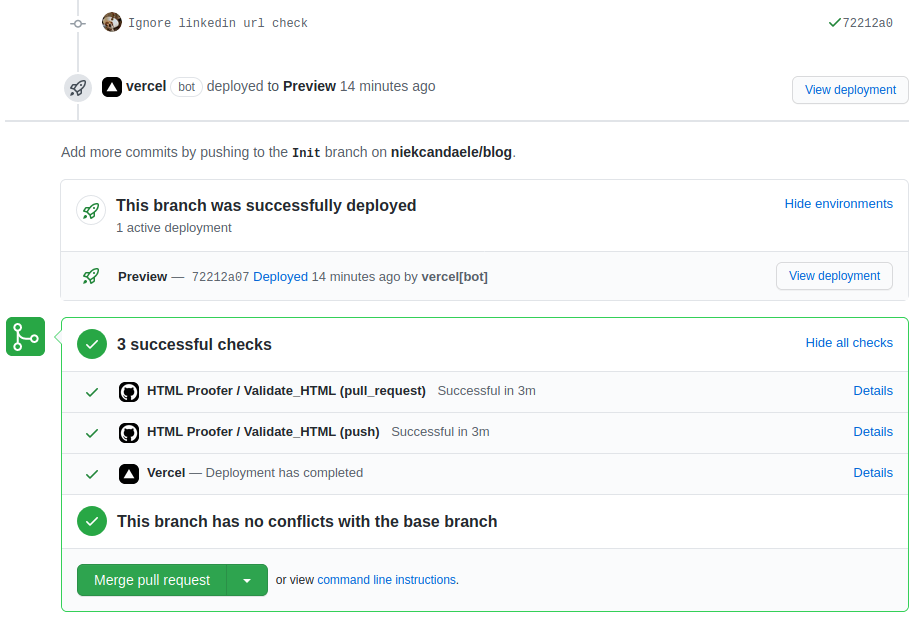 Ignore linkedin url check 72212a0
vercel bot deployed to Preview 14 minutes ago View deployment
Add more commits by pushing to the Init branch on niekcandaele/blog.
This branch was successfully deployed Hide environments
1 active deployment
Preview — 72212a07 Deployed 14 minutes ago by vercel[bot] View deployment
3 successful checks Hide all checks
HTML Proofer / Validate_HTML (pull_request) Successful in 3m Details
HTML Proofer / Validate_HTML (push) Successful in 3m Details
Vercel — Deployment has completed Details
This branch has no conflicts with the base branch
Merge pull request or view command line instructions.